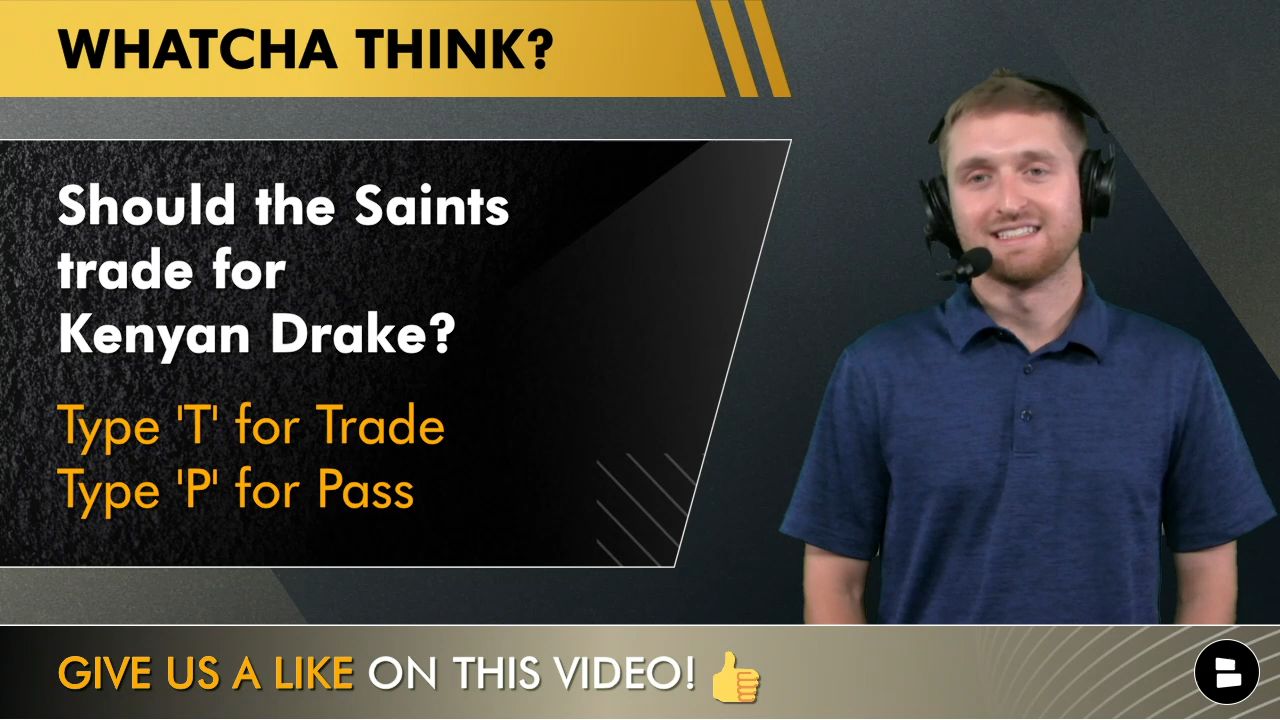 WHATCHA THINK?
Should the Saints
trade for
Kenyan Drake?
Type 'T' for Trade
Type 'P' for Pass
GIVE US A LIKE ON THIS VIDEO!